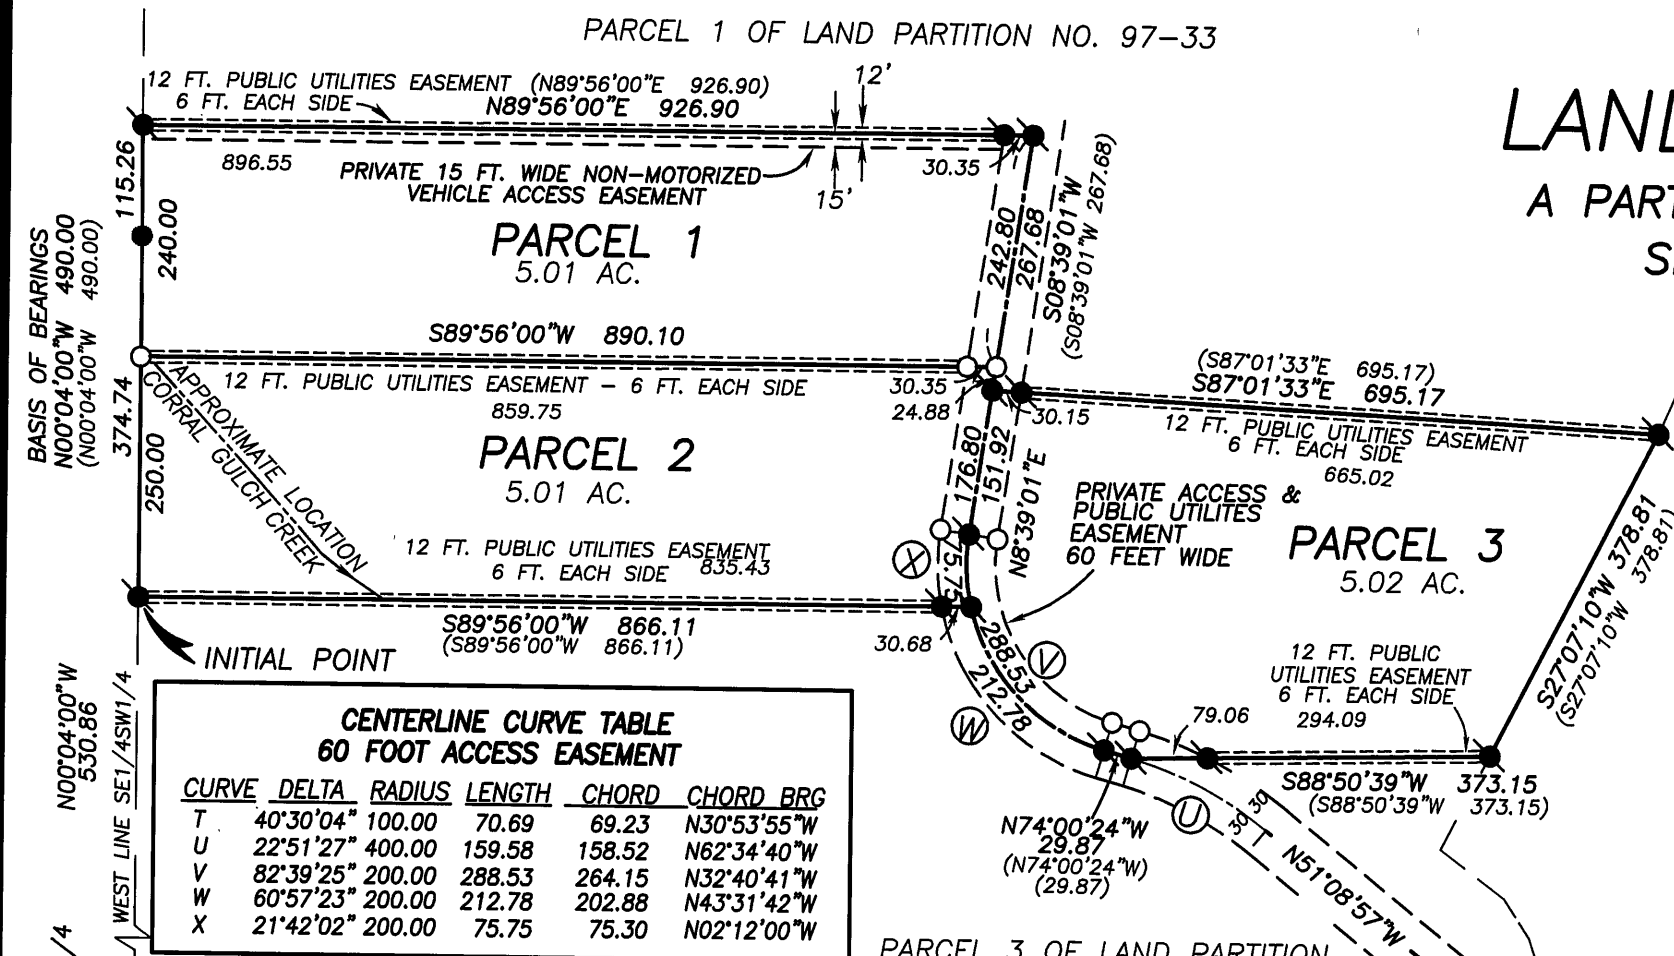 PARCEL 1 OF LAND PARTITION NO. 97-33
12 FT. PUBLIC UTILITIES EASEMENT (N89°56'00"E 926.90)
6 FT. EACH SIDE
N89°56'00"E 926.90
12'
896.55
PRIVATE 15 FT. WIDE NON-MOTORIZED
VEHICLE ACCESS EASEMENT
15'
30.35
115.26
240.00
PARCEL 1
5.01 AC.
242.80
267.68
S08°39'01"W
(S08°39'01"W 267.68)
A PART
BASIS OF BEARINGS
N00°04'00"W 490.00
(N00°04'00"W 490.00)
S89°56'00"W 890.10
12 FT. PUBLIC UTILITIES EASEMENT - 6 FT. EACH SIDE
859.75
30.35
24.88
30.15
(S87°01'33"E 695.17)
S87°01'33"E 695.17
12 FT. PUBLIC UTILITIES EASEMENT
6 FT. EACH SIDE
665.02
374.74
250.00
APPROXIMATE LOCATION
CORRAL GULCH CREEK
PARCEL 2
5.01 AC.
176.80
151.92
N8°39'01"E
PRIVATE ACCESS &
PUBLIC UTILITES
EASEMENT
60 FEET WIDE
PARCEL 3
5.02 AC.
S27°07'10"W 378.81
(S27°07'10"W 378.81)
12 FT. PUBLIC UTILITIES EASEMENT
6 FT. EACH SIDE
835.43
X
75.75
S89°56'00"W 866.11
(S89°56'00"W 866.11)
30.68
INITIAL POINT
288.53
212.78
V
W
12 FT. PUBLIC
UTILITIES EASEMENT
6 FT. EACH SIDE
294.09
79.06
S88°50'39"W 373.15
(S88°50'39"W 373.15)
N74°00'24"W
29.87
(N74°00'24"W)
(29.87)
U
30
30
T
N51°08'57"W
N00°04'00"W
530.86
WEST LINE SE1/4SW1/4
/4
CENTERLINE CURVE TABLE
60 FOOT ACCESS EASEMENT
CURVE DELTA RADIUS LENGTH CHORD CHORD BRG
T 40°30'04" 100.00 70.69 69.23 N30°53'55"W
U 22°51'27" 400.00 159.58 158.52 N62°34'40"W
V 82°39'25" 200.00 288.53 264.15 N32°40'41"W
W 60°57'23" 200.00 212.78 202.88 N43°31'42"W
X 21°42'02" 200.00 75.75 75.30 N02°12'00"W
PARCEL 3 OF LAND PARTITION